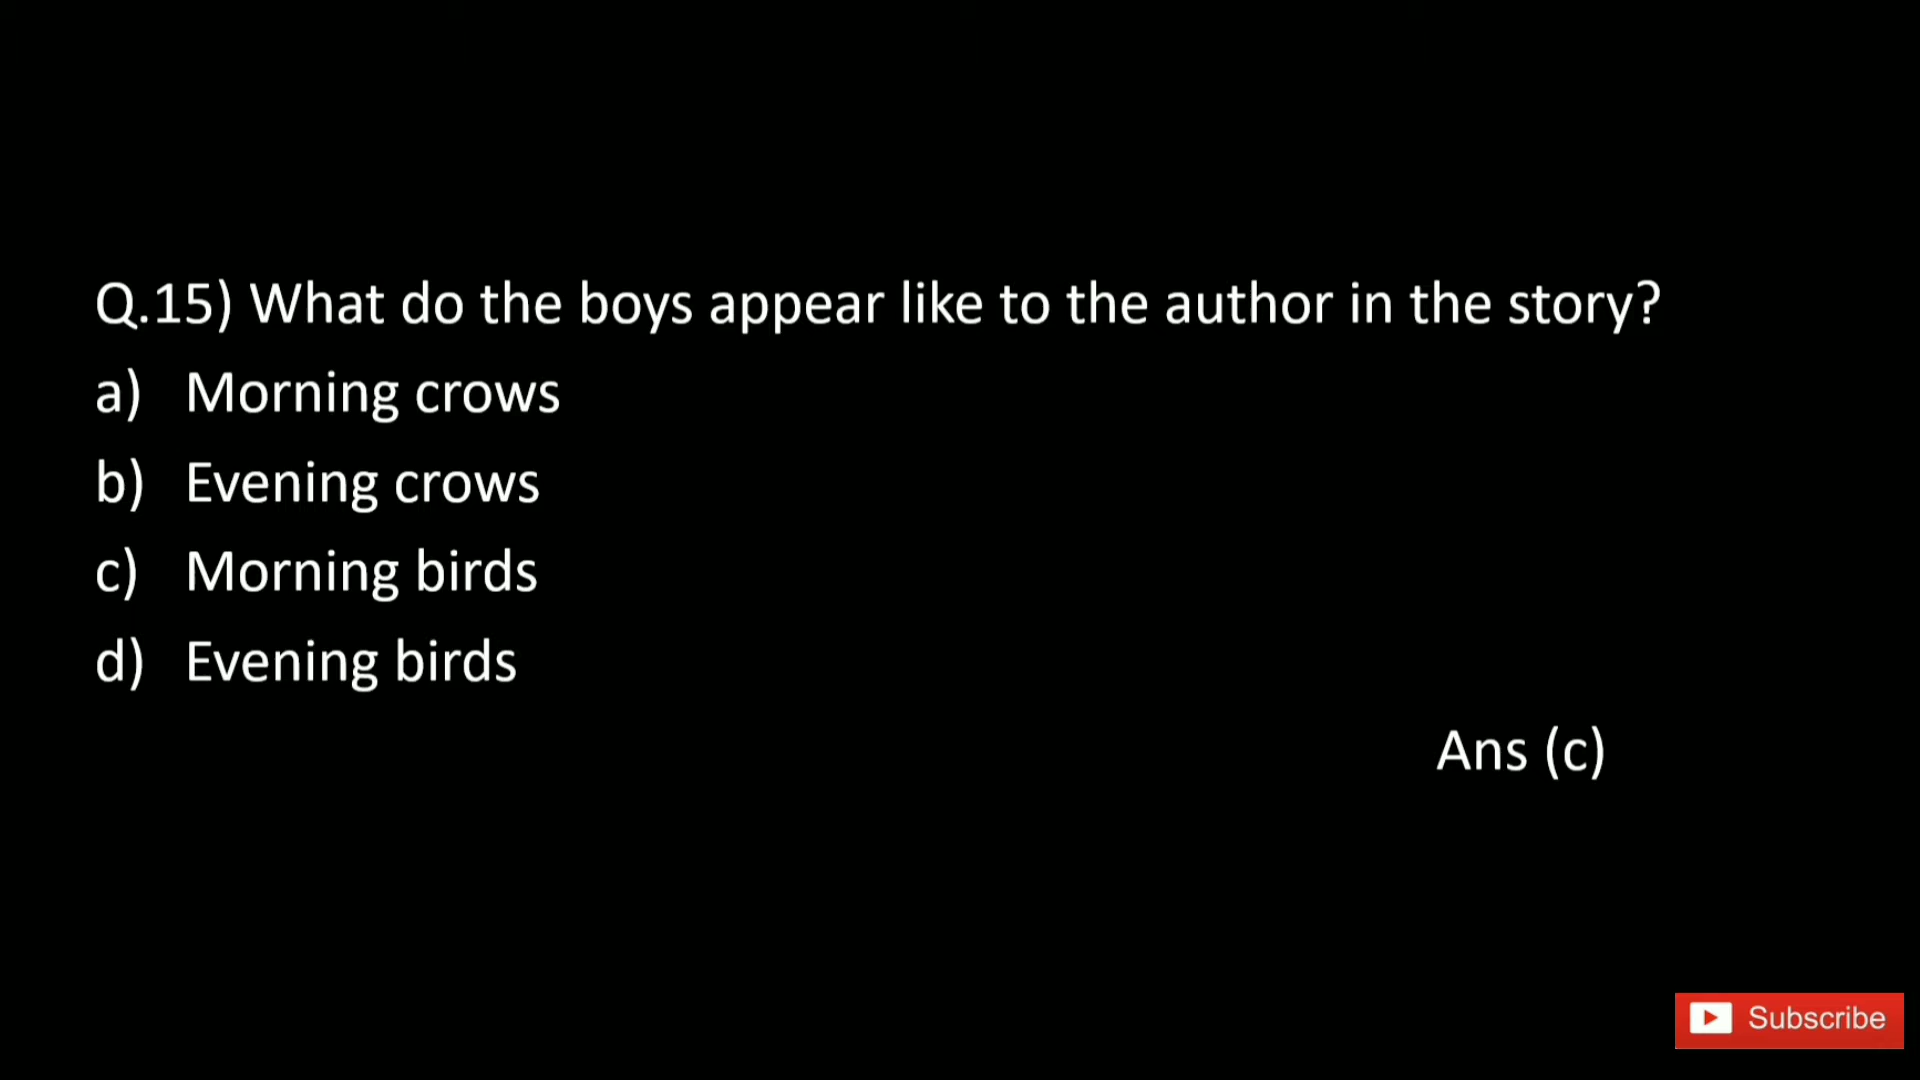 Q.15) What do the boys appear like to the author in the story?
a) Morning crows
b) Evening crows
c) Morning birds
d) Evening birds
Ans (c)
Subscribe